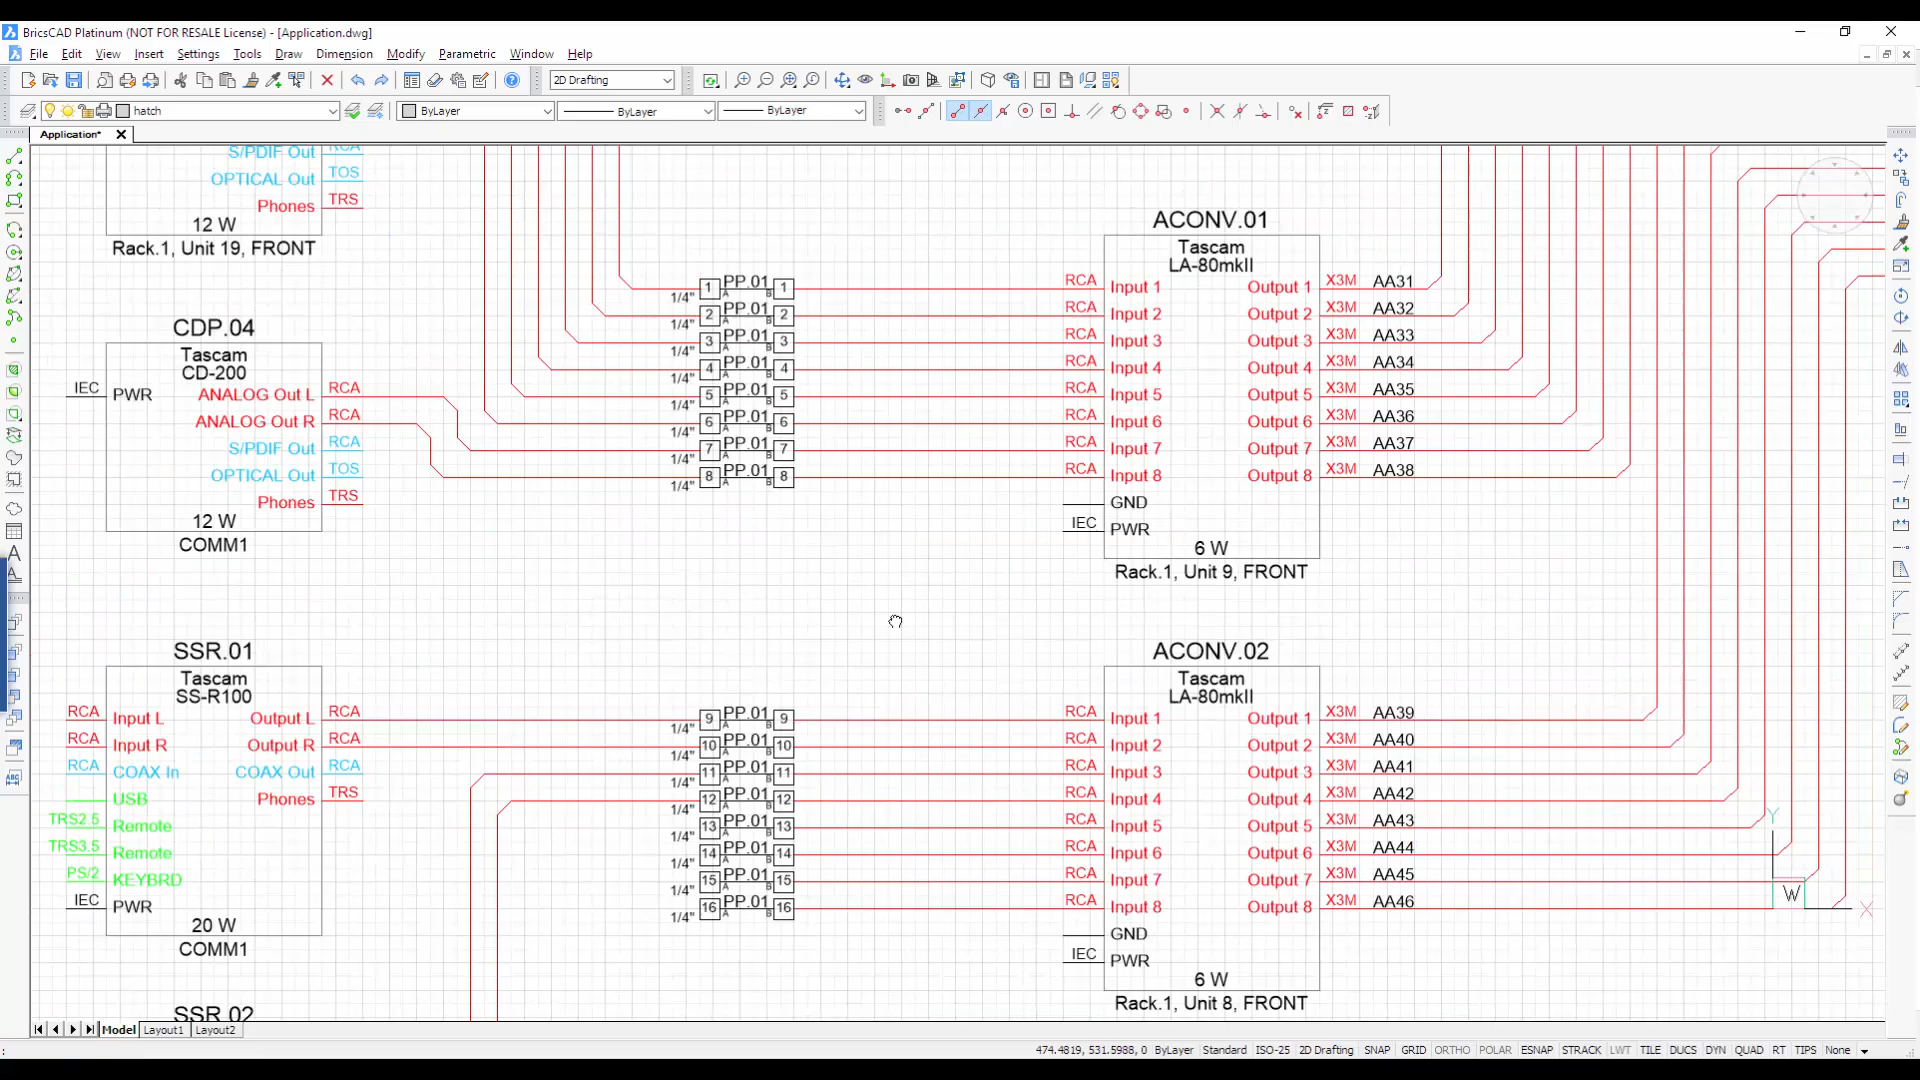 BricsCAD Platinum (NOT FOR RESALE License) - [Application.dwg]
File Edit View Insert Settings Tools Draw Dimension Modify Parametric Window Help
2D Drafting
hatch ByLayer ByLayer ByLayer
Application*
S/PDIF Out RCA
OPTICAL Out TOS
Phones TRS
12 W
Rack.1, Unit 19, FRONT
CDP.04
Tascam
CD-200
IEC PWR
ANALOG Out L RCA
ANALOG Out R RCA
S/PDIF Out RCA
OPTICAL Out TOS
Phones TRS
12 W
COMM1
SSR.01
Tascam
SS-R100
RCA Input L Output L RCA
RCA Input R Output R RCA
RCA COAX In COAX Out RCA
USB Phones TRS
TRS2.5 Remote
TRS3.5 Remote
PS/2 KEYBRD
IEC PWR
20 W
COMM1
SSR.02
1/4" 1 PP.01 A B 1
1/4" 2 PP.01 A B 2
1/4" 3 PP.01 A B 3
1/4" 4 PP.01 A B 4
1/4" 5 PP.01 A B 5
1/4" 6 PP.01 A B 6
1/4" 7 PP.01 A B 7
1/4" 8 PP.01 A B 8
1/4" 9 PP.01 A B 9
1/4" 10 PP.01 A B 10
1/4" 11 PP.01 A B 11
1/4" 12 PP.01 A B 12
1/4" 13 PP.01 A B 13
1/4" 14 PP.01 A B 14
1/4" 15 PP.01 A B 15
1/4" 16 PP.01 A B 16
ACONV.01
Tascam
LA-80mkII
RCA Input 1 Output 1 X3M AA31
RCA Input 2 Output 2 X3M AA32
RCA Input 3 Output 3 X3M AA33
RCA Input 4 Output 4 X3M AA34
RCA Input 5 Output 5 X3M AA35
RCA Input 6 Output 6 X3M AA36
RCA Input 7 Output 7 X3M AA37
RCA Input 8 Output 8 X3M AA38
GND
IEC PWR
6 W
Rack.1, Unit 9, FRONT
ACONV.02
Tascam
LA-80mkII
RCA Input 1 Output 1 X3M AA39
RCA Input 2 Output 2 X3M AA40
RCA Input 3 Output 3 X3M AA41
RCA Input 4 Output 4 X3M AA42
RCA Input 5 Output 5 X3M AA43
RCA Input 6 Output 6 X3M AA44
RCA Input 7 Output 7 X3M AA45
RCA Input 8 Output 8 X3M AA46
GND
IEC PWR
6 W
Rack.1, Unit 8, FRONT
Y
W X
Model Layout1 Layout2
: 474.4819, 531.5988, 0 ByLayer Standard ISO-25 2D Drafting SNAP GRID ORTHO POLAR ESNAP STRACK LWT TILE DUCS DYN QUAD RT TIPS None